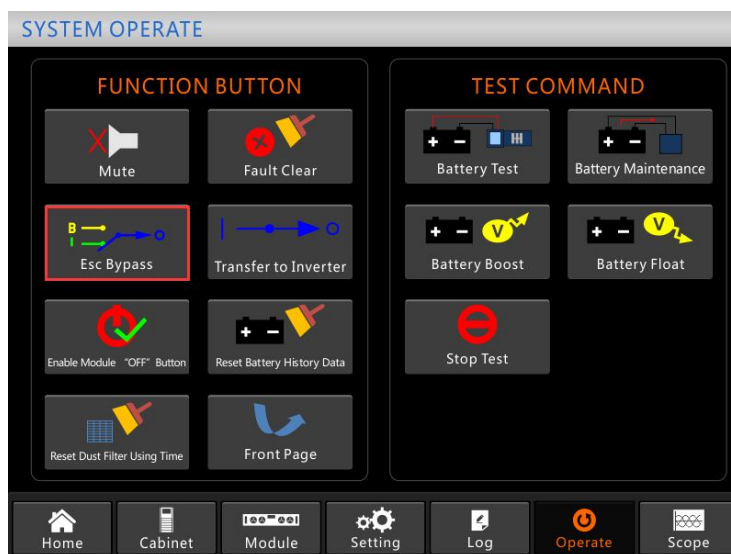 SYSTEM OPERATE
FUNCTION BUTTON
Mute
Fault Clear
B
I
O
Esc Bypass
I
O
Transfer to Inverter
Enable Module “OFF” Button
+ -
Reset Battery History Data
Reset Dust Filter Using Time
Front Page
TEST COMMAND
+ -
Battery Test
+ -
Battery Maintenance
+ - V
Battery Boost
+ - V
Battery Float
Stop Test
Home
Cabinet
Module
Setting
Log
Operate
Scope